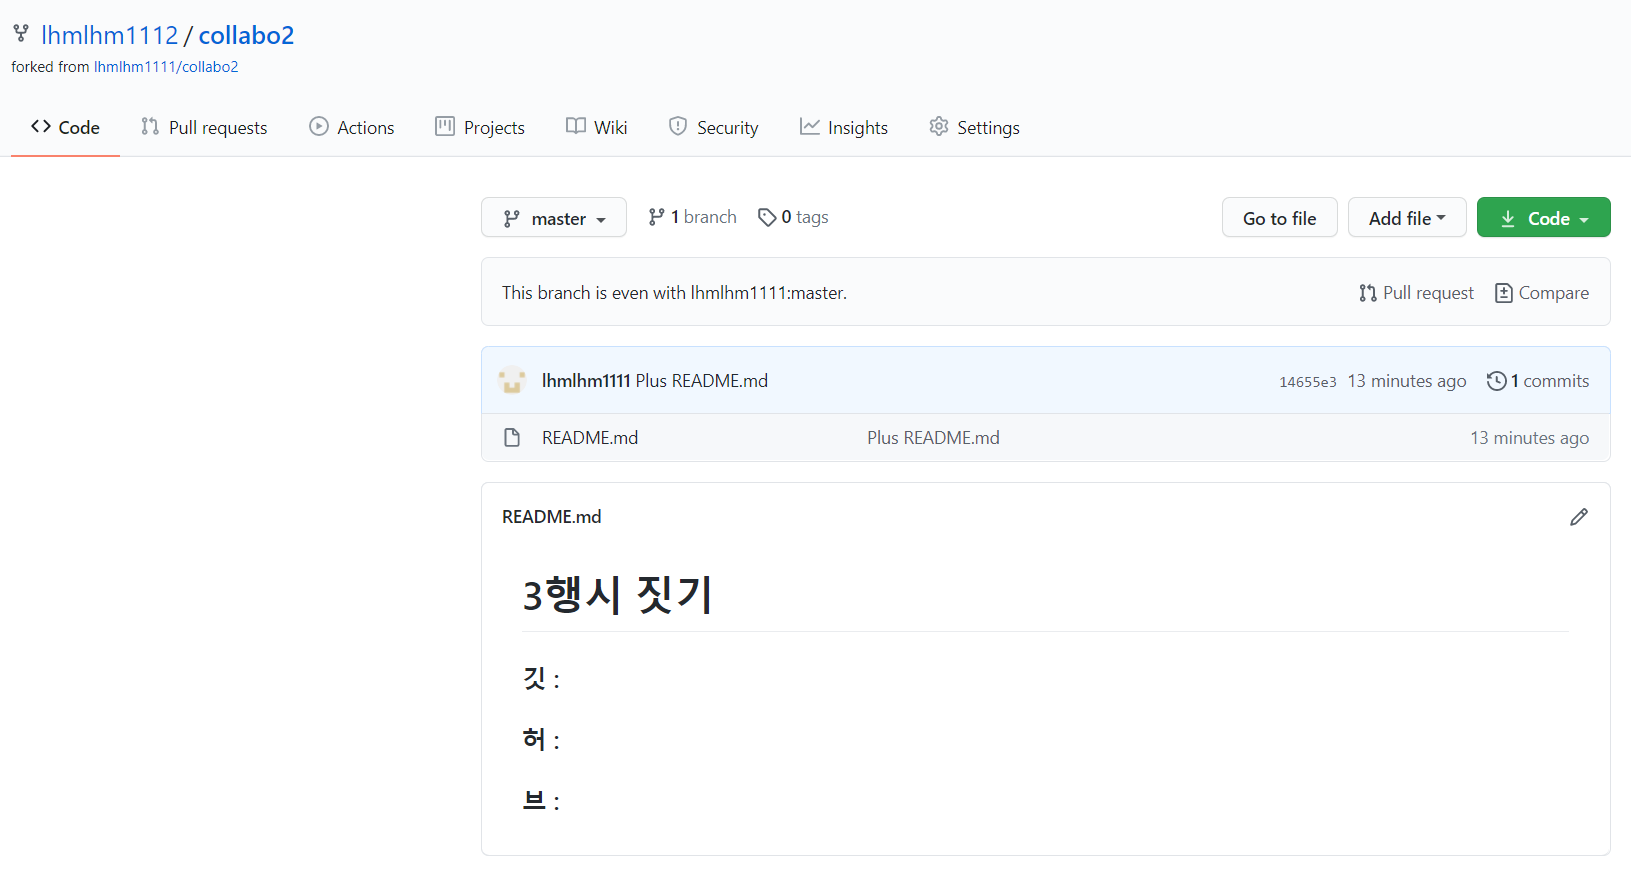 lhmlhm1112 / collabo2
forked from lhmlhm1111/collabo2
Code Pull requests Actions Projects Wiki Security Insights Settings
master 1 branch 0 tags Go to file Add file Code
This branch is even with lhmlhm1111:master. Pull request Compare
lhmlhm1111 Plus README.md 14655e3 13 minutes ago 1 commits
README.md Plus README.md 13 minutes ago
README.md
3행시 짓기
깃 :
허 :
브 :